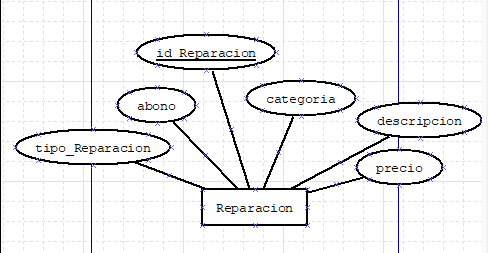 id_Reparacion
abono
categoria
descripcion
tipo_Reparacion
precio
Reparacion